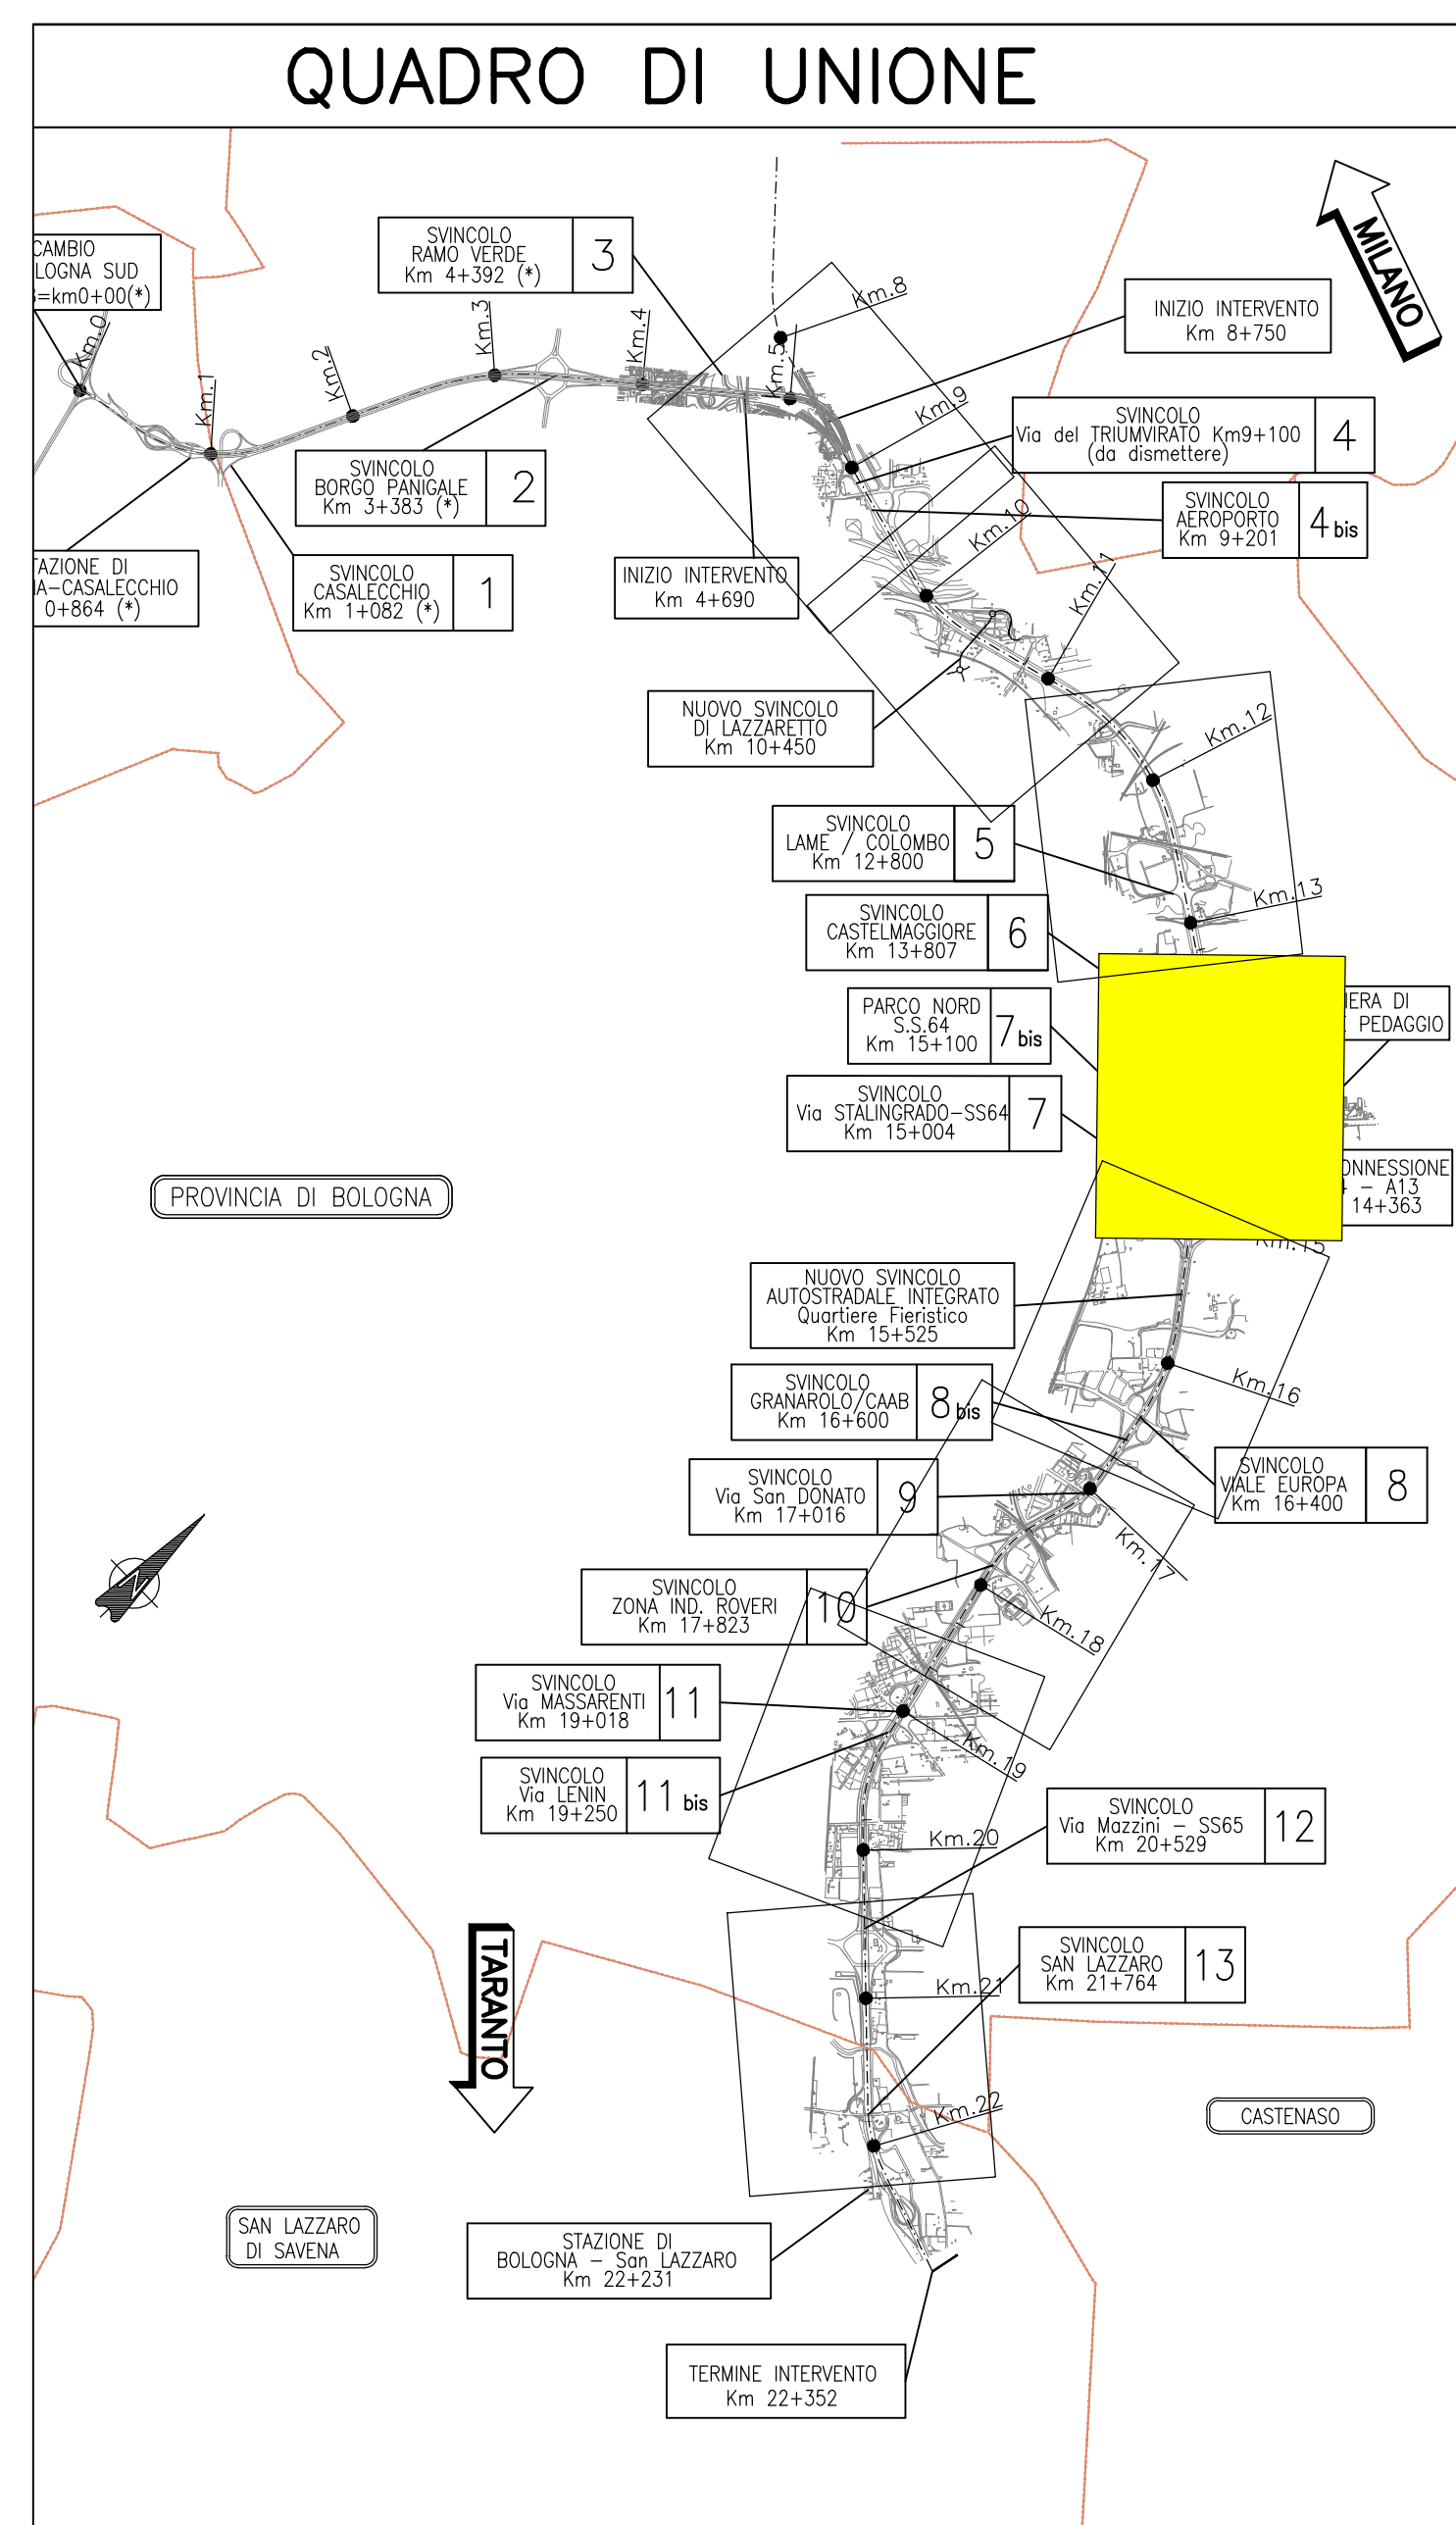 QUADRO DI UNIONE
MILANO
CAMBIO
LOGNA SUD
=km0+00(*)
SVINCOLO
RAMO VERDE
Km 4+392 (*)
3
Km.8
INIZIO INTERVENTO
Km 8+750
Km.0
Km.1
Km.2
Km.3
Km.4
Km.5
Km.9
SVINCOLO
Via del TRIUMVIRATO Km9+100
(da dismettere)
4
SVINCOLO
BORGO PANIGALE
Km 3+383 (*)
2
SVINCOLO
AEROPORTO
Km 9+201
4 bis
Km.10
TAZIONE DI
NA-CASALECCHIO
0+864 (*)
SVINCOLO
CASALECCHIO
Km 1+082 (*)
1
INIZIO INTERVENTO
Km 4+690
Km.11
NUOVO SVINCOLO
DI LAZZARETTO
Km 10+450
Km.12
SVINCOLO
LAME / COLOMBO
Km 12+800
5
Km.13
SVINCOLO
CASTELMAGGIORE
Km 13+807
6
PARCO NORD
S.S.64
Km 15+100
7 bis
IERA DI
PEDAGGIO
SVINCOLO
Via STALINGRADO-SS64
Km 15+004
7
ONNESSIONE
- A13
14+363
PROVINCIA DI BOLOGNA
Km.15
NUOVO SVINCOLO
AUTOSTRADALE INTEGRATO
Quartiere Fieristico
Km 15+525
SVINCOLO
GRANAROLO/CAAB
Km 16+600
8 bis
Km.16
SVINCOLO
VIALE EUROPA
Km 16+400
8
SVINCOLO
Via San DONATO
Km 17+016
9
Km.17
SVINCOLO
ZONA IND. ROVERI
Km 17+823
10
Km.18
SVINCOLO
Via MASSARENTI
Km 19+018
11
Km.19
SVINCOLO
Via LENIN
Km 19+250
11 bis
SVINCOLO
Via Mazzini - SS65
Km 20+529
12
Km.20
TARANTO
SVINCOLO
SAN LAZZARO
Km 21+764
13
Km.21
Km.22
CASTENASO
SAN LAZZARO
DI SAVENA
STAZIONE DI
BOLOGNA - San LAZZARO
Km 22+231
TERMINE INTERVENTO
Km 22+352